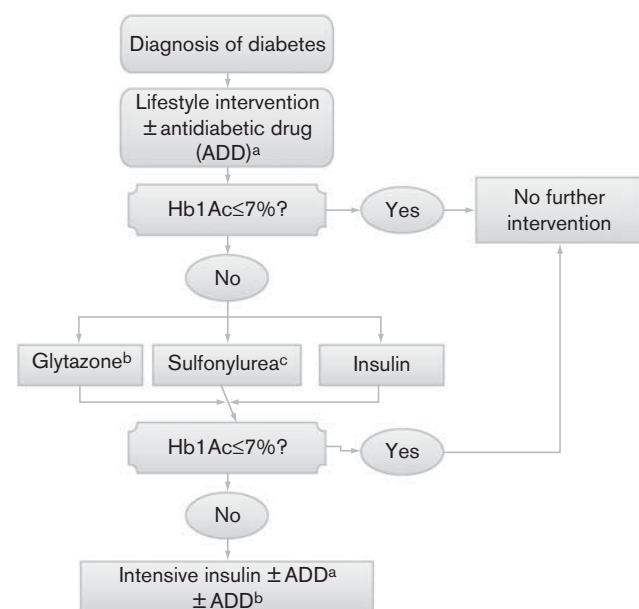 Diagnosis of diabetes
Lifestyle intervention
±antidiabetic drug
(ADD)ᵃ
Hb1Ac≤7%?
Yes
No further
intervention
No
Glytazoneᵇ
Sulfonylureaᶜ
Insulin
Hb1Ac≤7%?
Yes
No
Intensive insulin ±ADDᵃ
±ADDᵇ